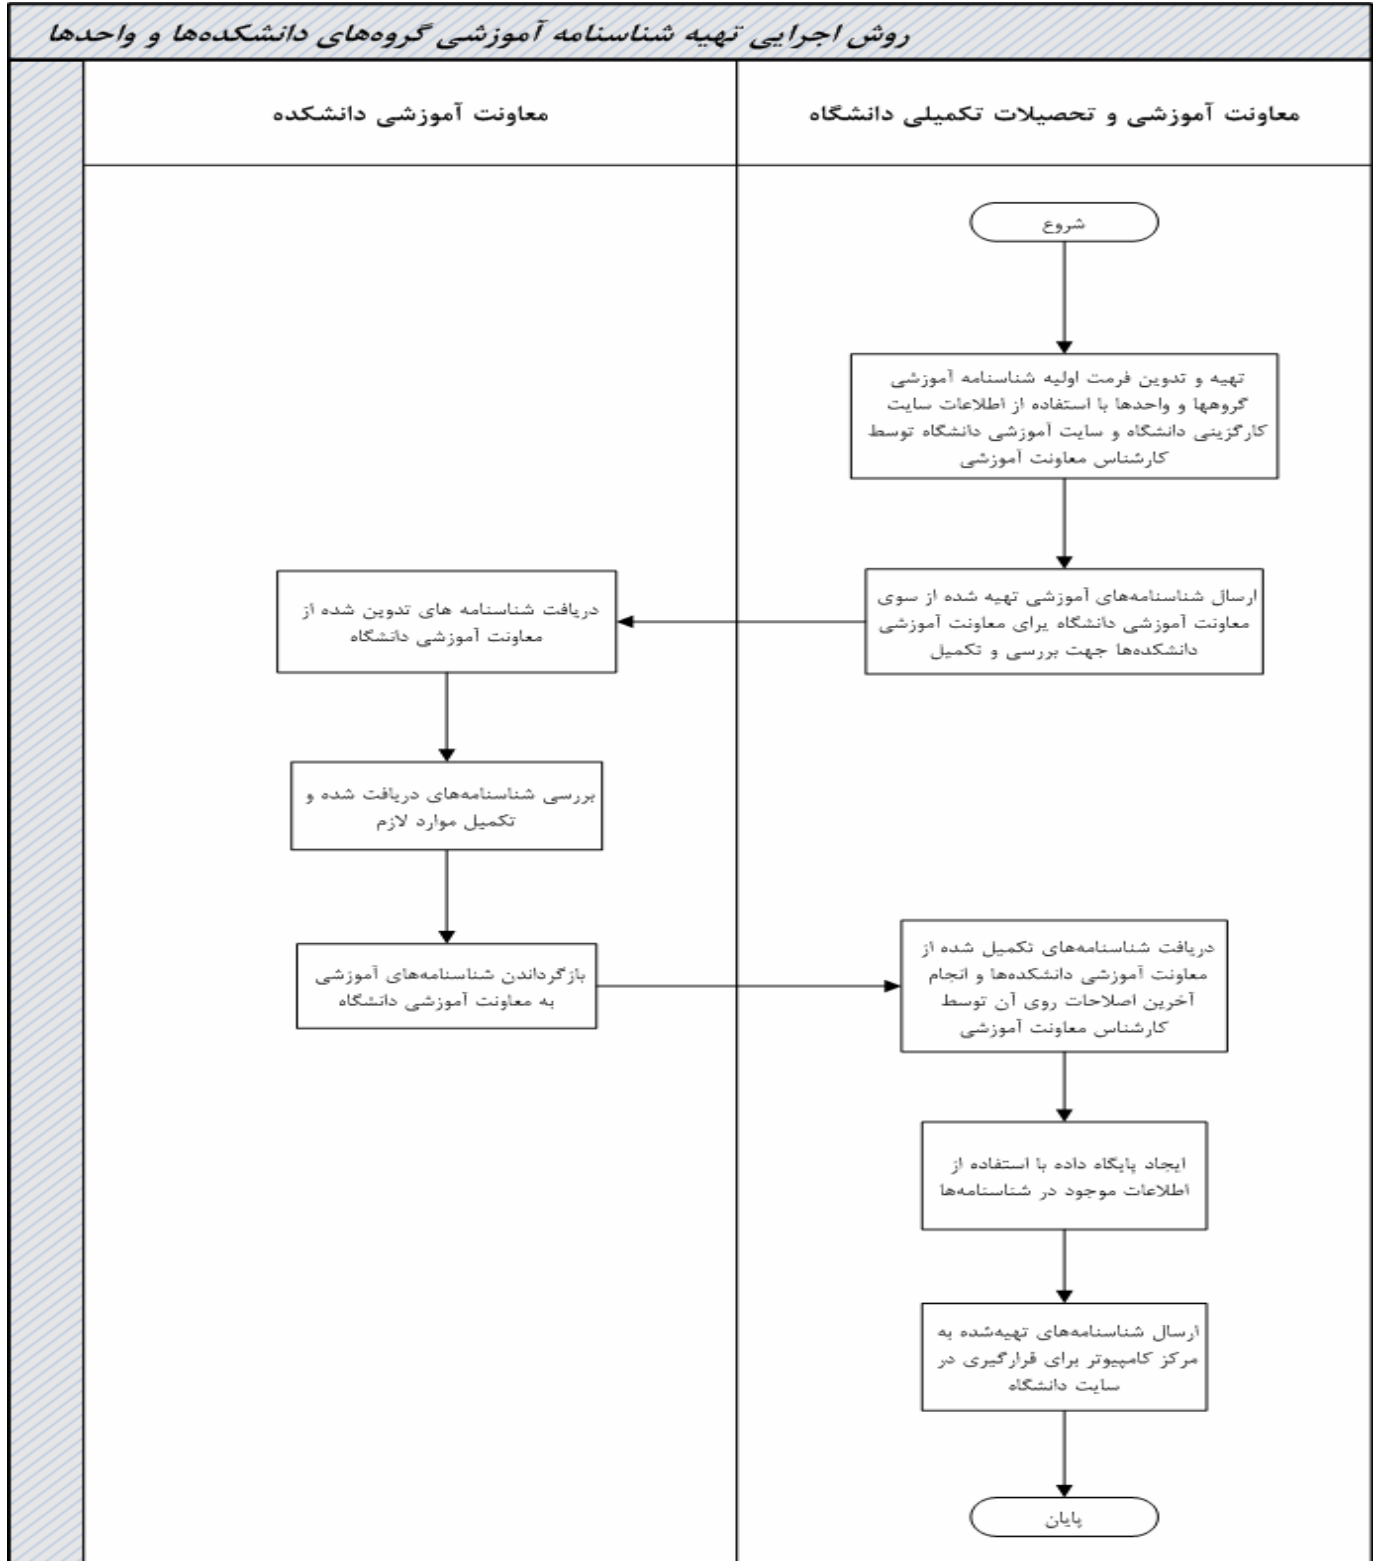 روش اجرایی تهیه شناسنامه آموزشی گروه‌های دانشکده‌ها و واحدها
معاونت آموزشی و تحصیلات تکمیلی دانشگاه
معاونت آموزشی دانشکده
شروع
تهیه و تدوین فرمت اولیه شناسنامه آموزشی
گروهها و واحدها با استفاده از اطلاعات سایت
کارگزینی دانشگاه و سایت آموزشی دانشگاه توسط
کارشناس معاونت آموزشی
ارسال شناسنامه‌های آموزشی تهیه شده از سوی
معاونت آموزشی دانشگاه یرای معاونت آموزشی
دانشکده‌ها جهت بررسی و تکمیل
دریافت شناسنامه های تدوین شده از
معاونت آموزشی دانشگاه
بررسی شناسنامه‌های دریافت شده و
تکمیل موارد لازم
بازگرداندن شناسنامه‌های آموزشی
به معاونت آموزشی دانشگاه
دریافت شناسنامه‌های تکمیل شده از
معاونت آموزشی دانشکده‌ها و انجام
آخرین اصلاحات روی آن توسط
کارشناس معاونت آموزشی
ایجاد پایگاه داده با استفاده از
اطلاعات موجود در شناسنامه‌ها
ارسال شناسنامه‌های تهیه‌شده به
مرکز کامپیوتر برای قرارگیری در
سایت دانشگاه
پایان